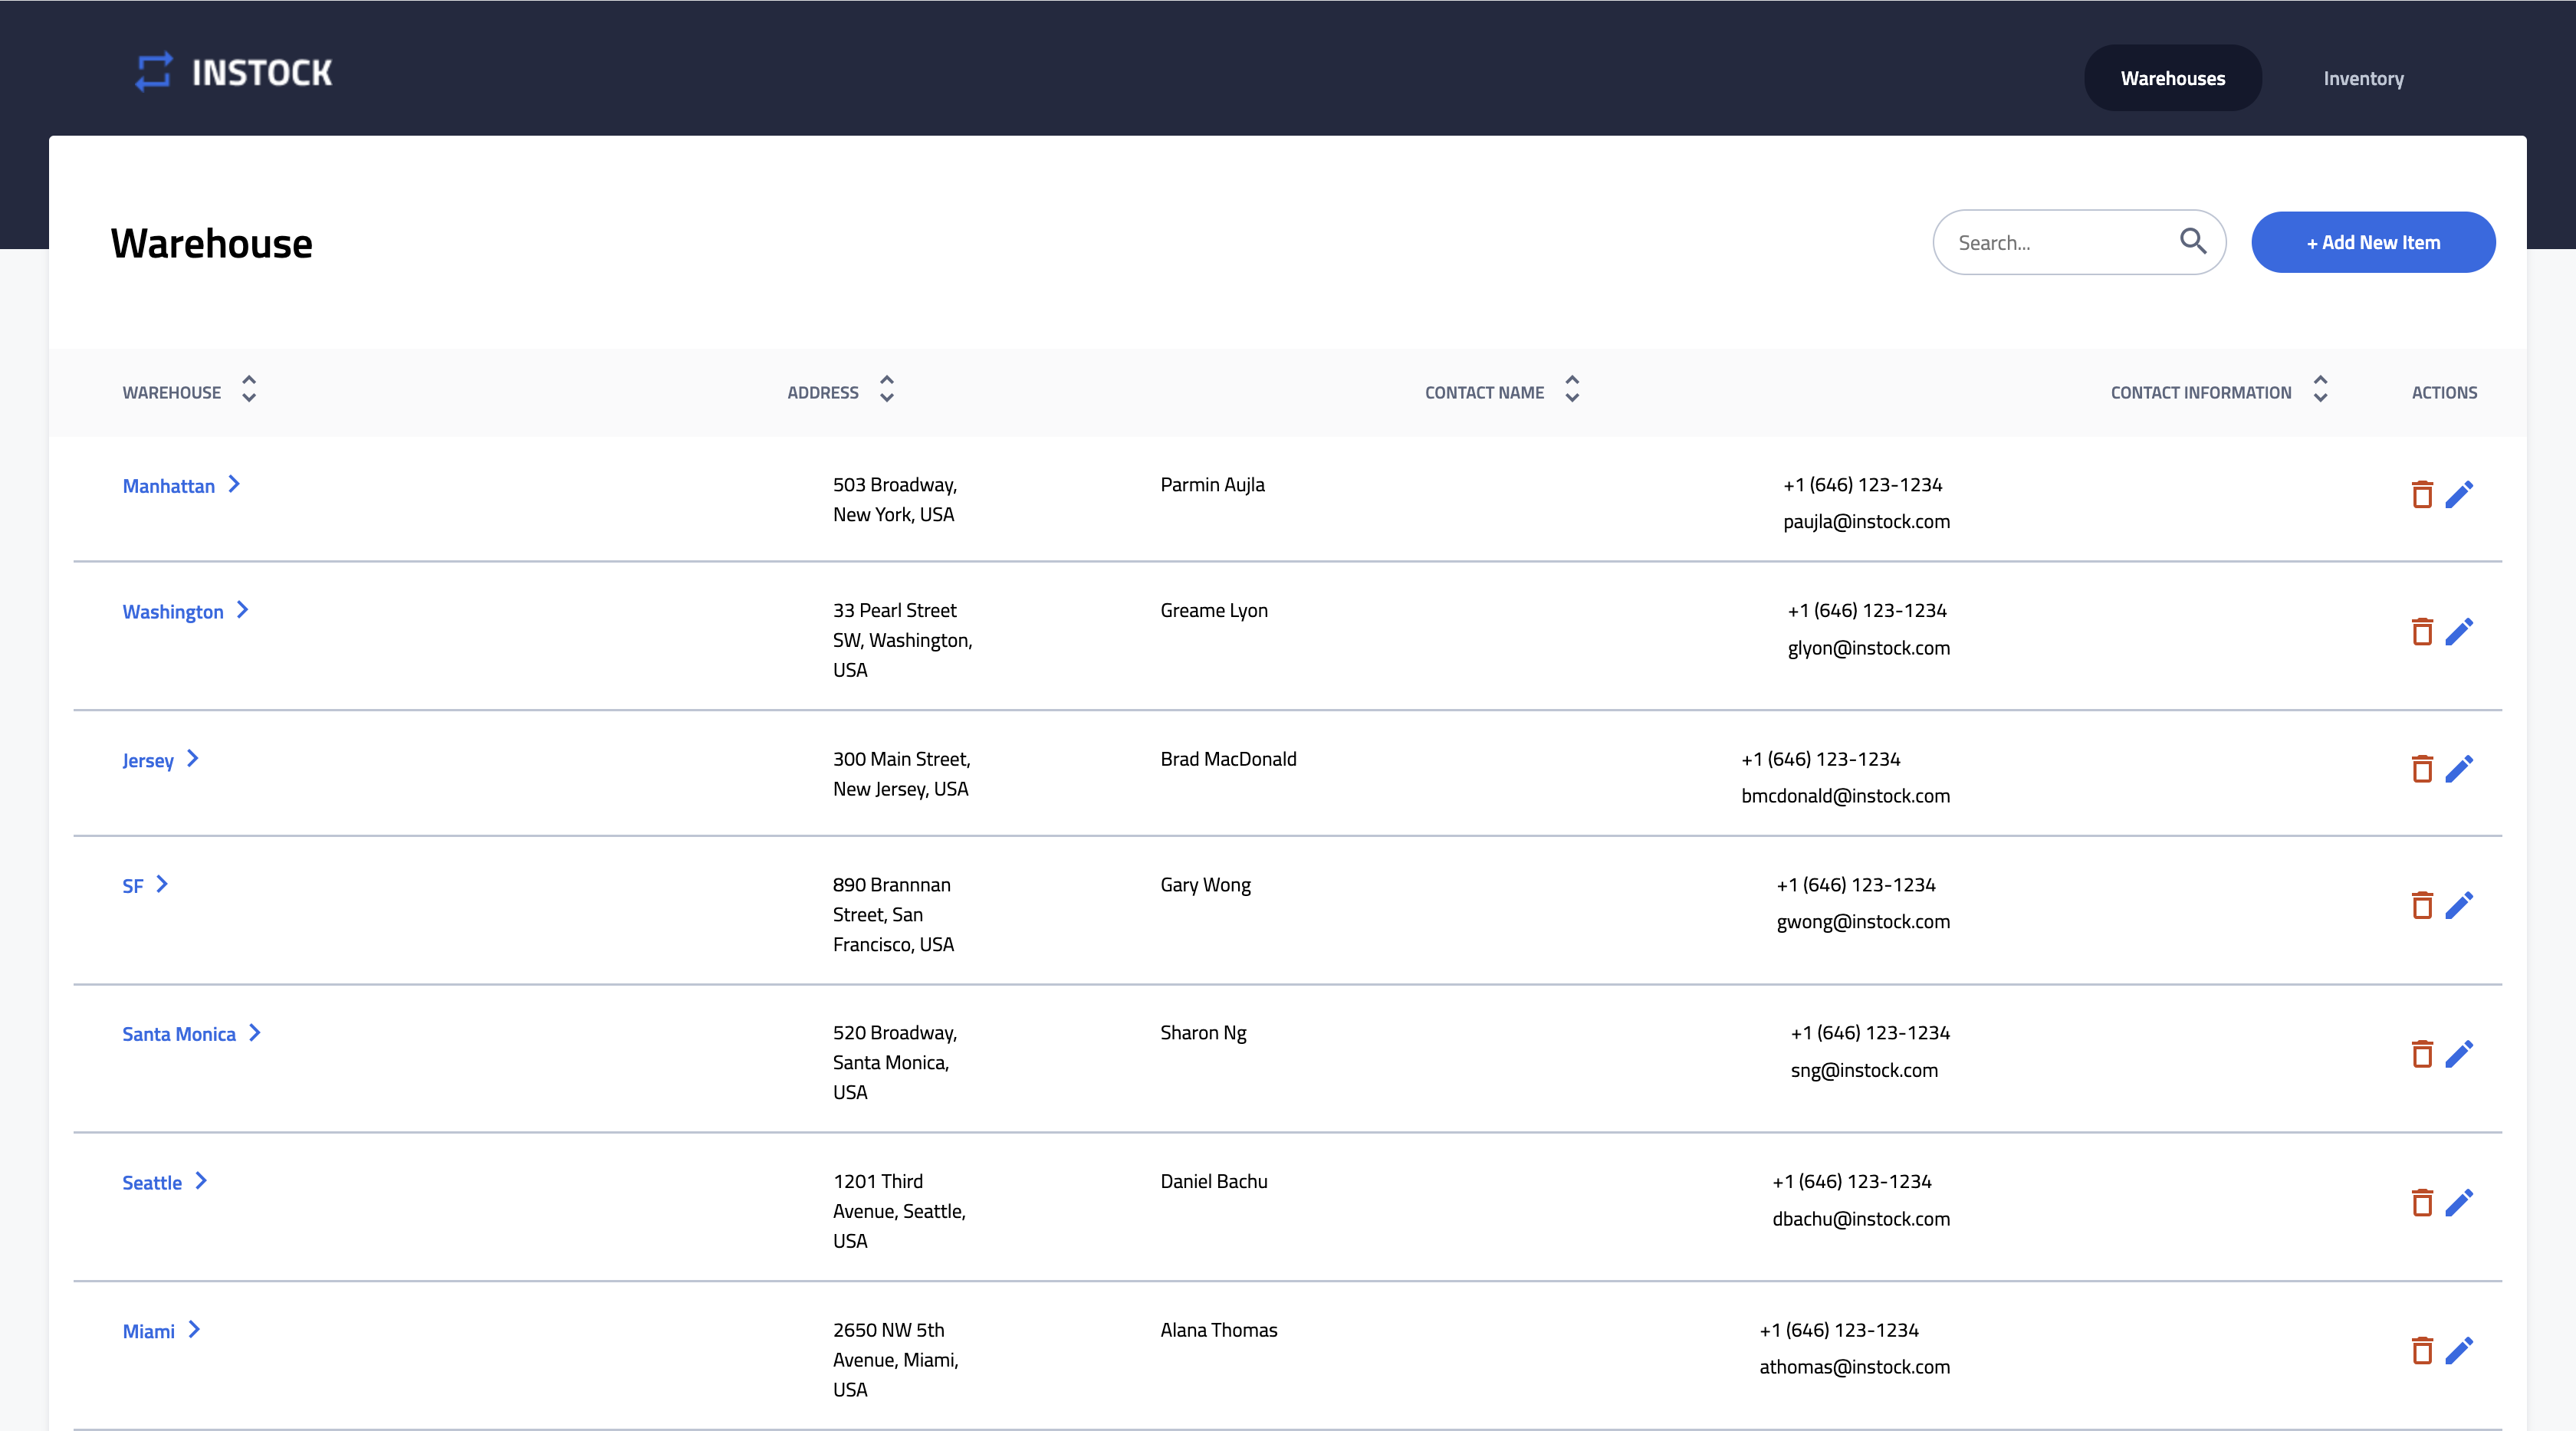 INSTOCK
Warehouses
Inventory
Warehouse
Search...
+ Add New Item
WAREHOUSE
ADDRESS
CONTACT NAME
CONTACT INFORMATION
ACTIONS
Manhattan
503 Broadway,
New York, USA
Parmin Aujla
+1 (646) 123-1234
paujla@instock.com
Washington
33 Pearl Street
SW, Washington,
USA
Greame Lyon
+1 (646) 123-1234
glyon@instock.com
Jersey
300 Main Street,
New Jersey, USA
Brad MacDonald
+1 (646) 123-1234
bmcdonald@instock.com
SF
890 Brannnan
Street, San
Francisco, USA
Gary Wong
+1 (646) 123-1234
gwong@instock.com
Santa Monica
520 Broadway,
Santa Monica,
USA
Sharon Ng
+1 (646) 123-1234
sng@instock.com
Seattle
1201 Third
Avenue, Seattle,
USA
Daniel Bachu
+1 (646) 123-1234
dbachu@instock.com
Miami
2650 NW 5th
Avenue, Miami,
USA
Alana Thomas
+1 (646) 123-1234
athomas@instock.com